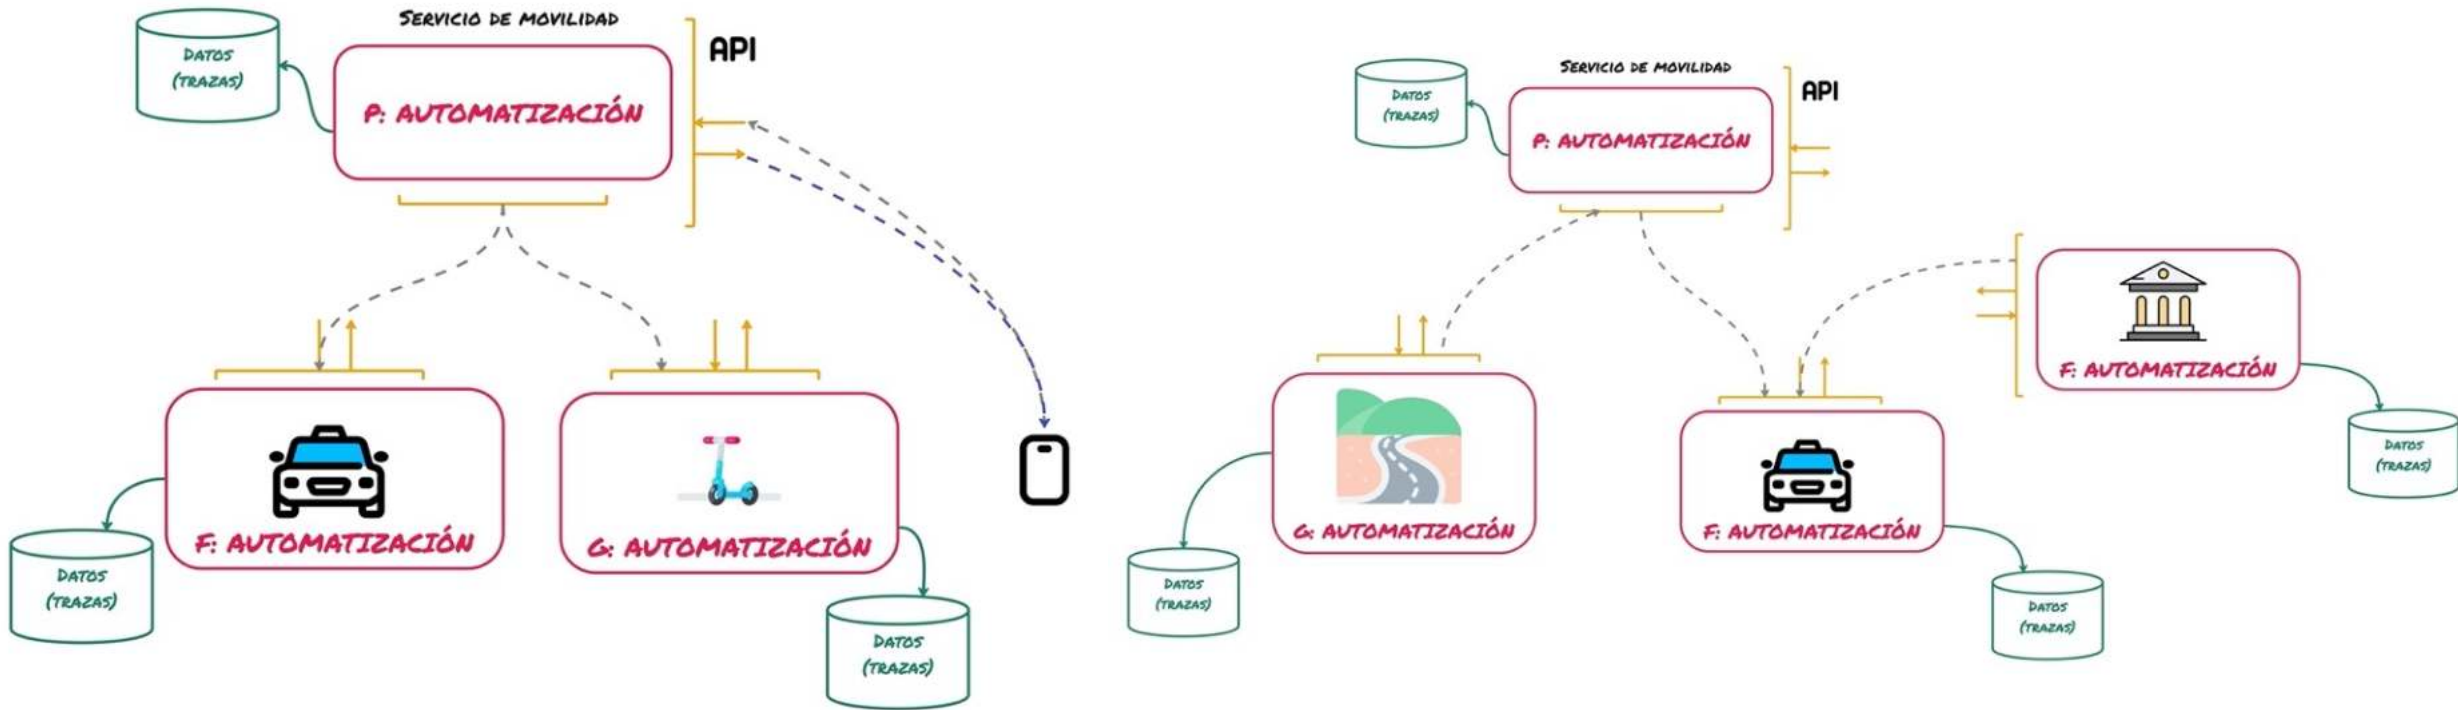 SERVICIO DE MOVILIDAD
API
DATOS
(TRAZAS)
P: AUTOMATIZACIÓN
F: AUTOMATIZACIÓN
G: AUTOMATIZACIÓN
DATOS
(TRAZAS)
DATOS
(TRAZAS)
SERVICIO DE MOVILIDAD
API
DATOS
(TRAZAS)
P: AUTOMATIZACIÓN
F: AUTOMATIZACIÓN
DATOS
(TRAZAS)
G: AUTOMATIZACIÓN
F: AUTOMATIZACIÓN
DATOS
(TRAZAS)
DATOS
(TRAZAS)